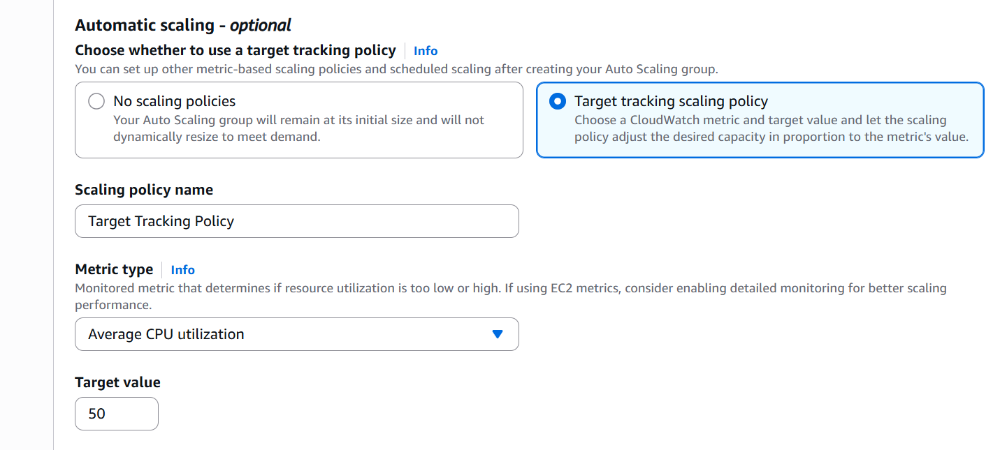 Automatic scaling - optional
Choose whether to use a target tracking policy Info
You can set up other metric-based scaling policies and scheduled scaling after creating your Auto Scaling group.
No scaling policies
Your Auto Scaling group will remain at its initial size and will not
dynamically resize to meet demand.
Target tracking scaling policy
Choose a CloudWatch metric and target value and let the scaling
policy adjust the desired capacity in proportion to the metric's value.
Scaling policy name
Target Tracking Policy
Metric type Info
Monitored metric that determines if resource utilization is too low or high. If using EC2 metrics, consider enabling detailed monitoring for better scaling
performance.
Average CPU utilization
Target value
50